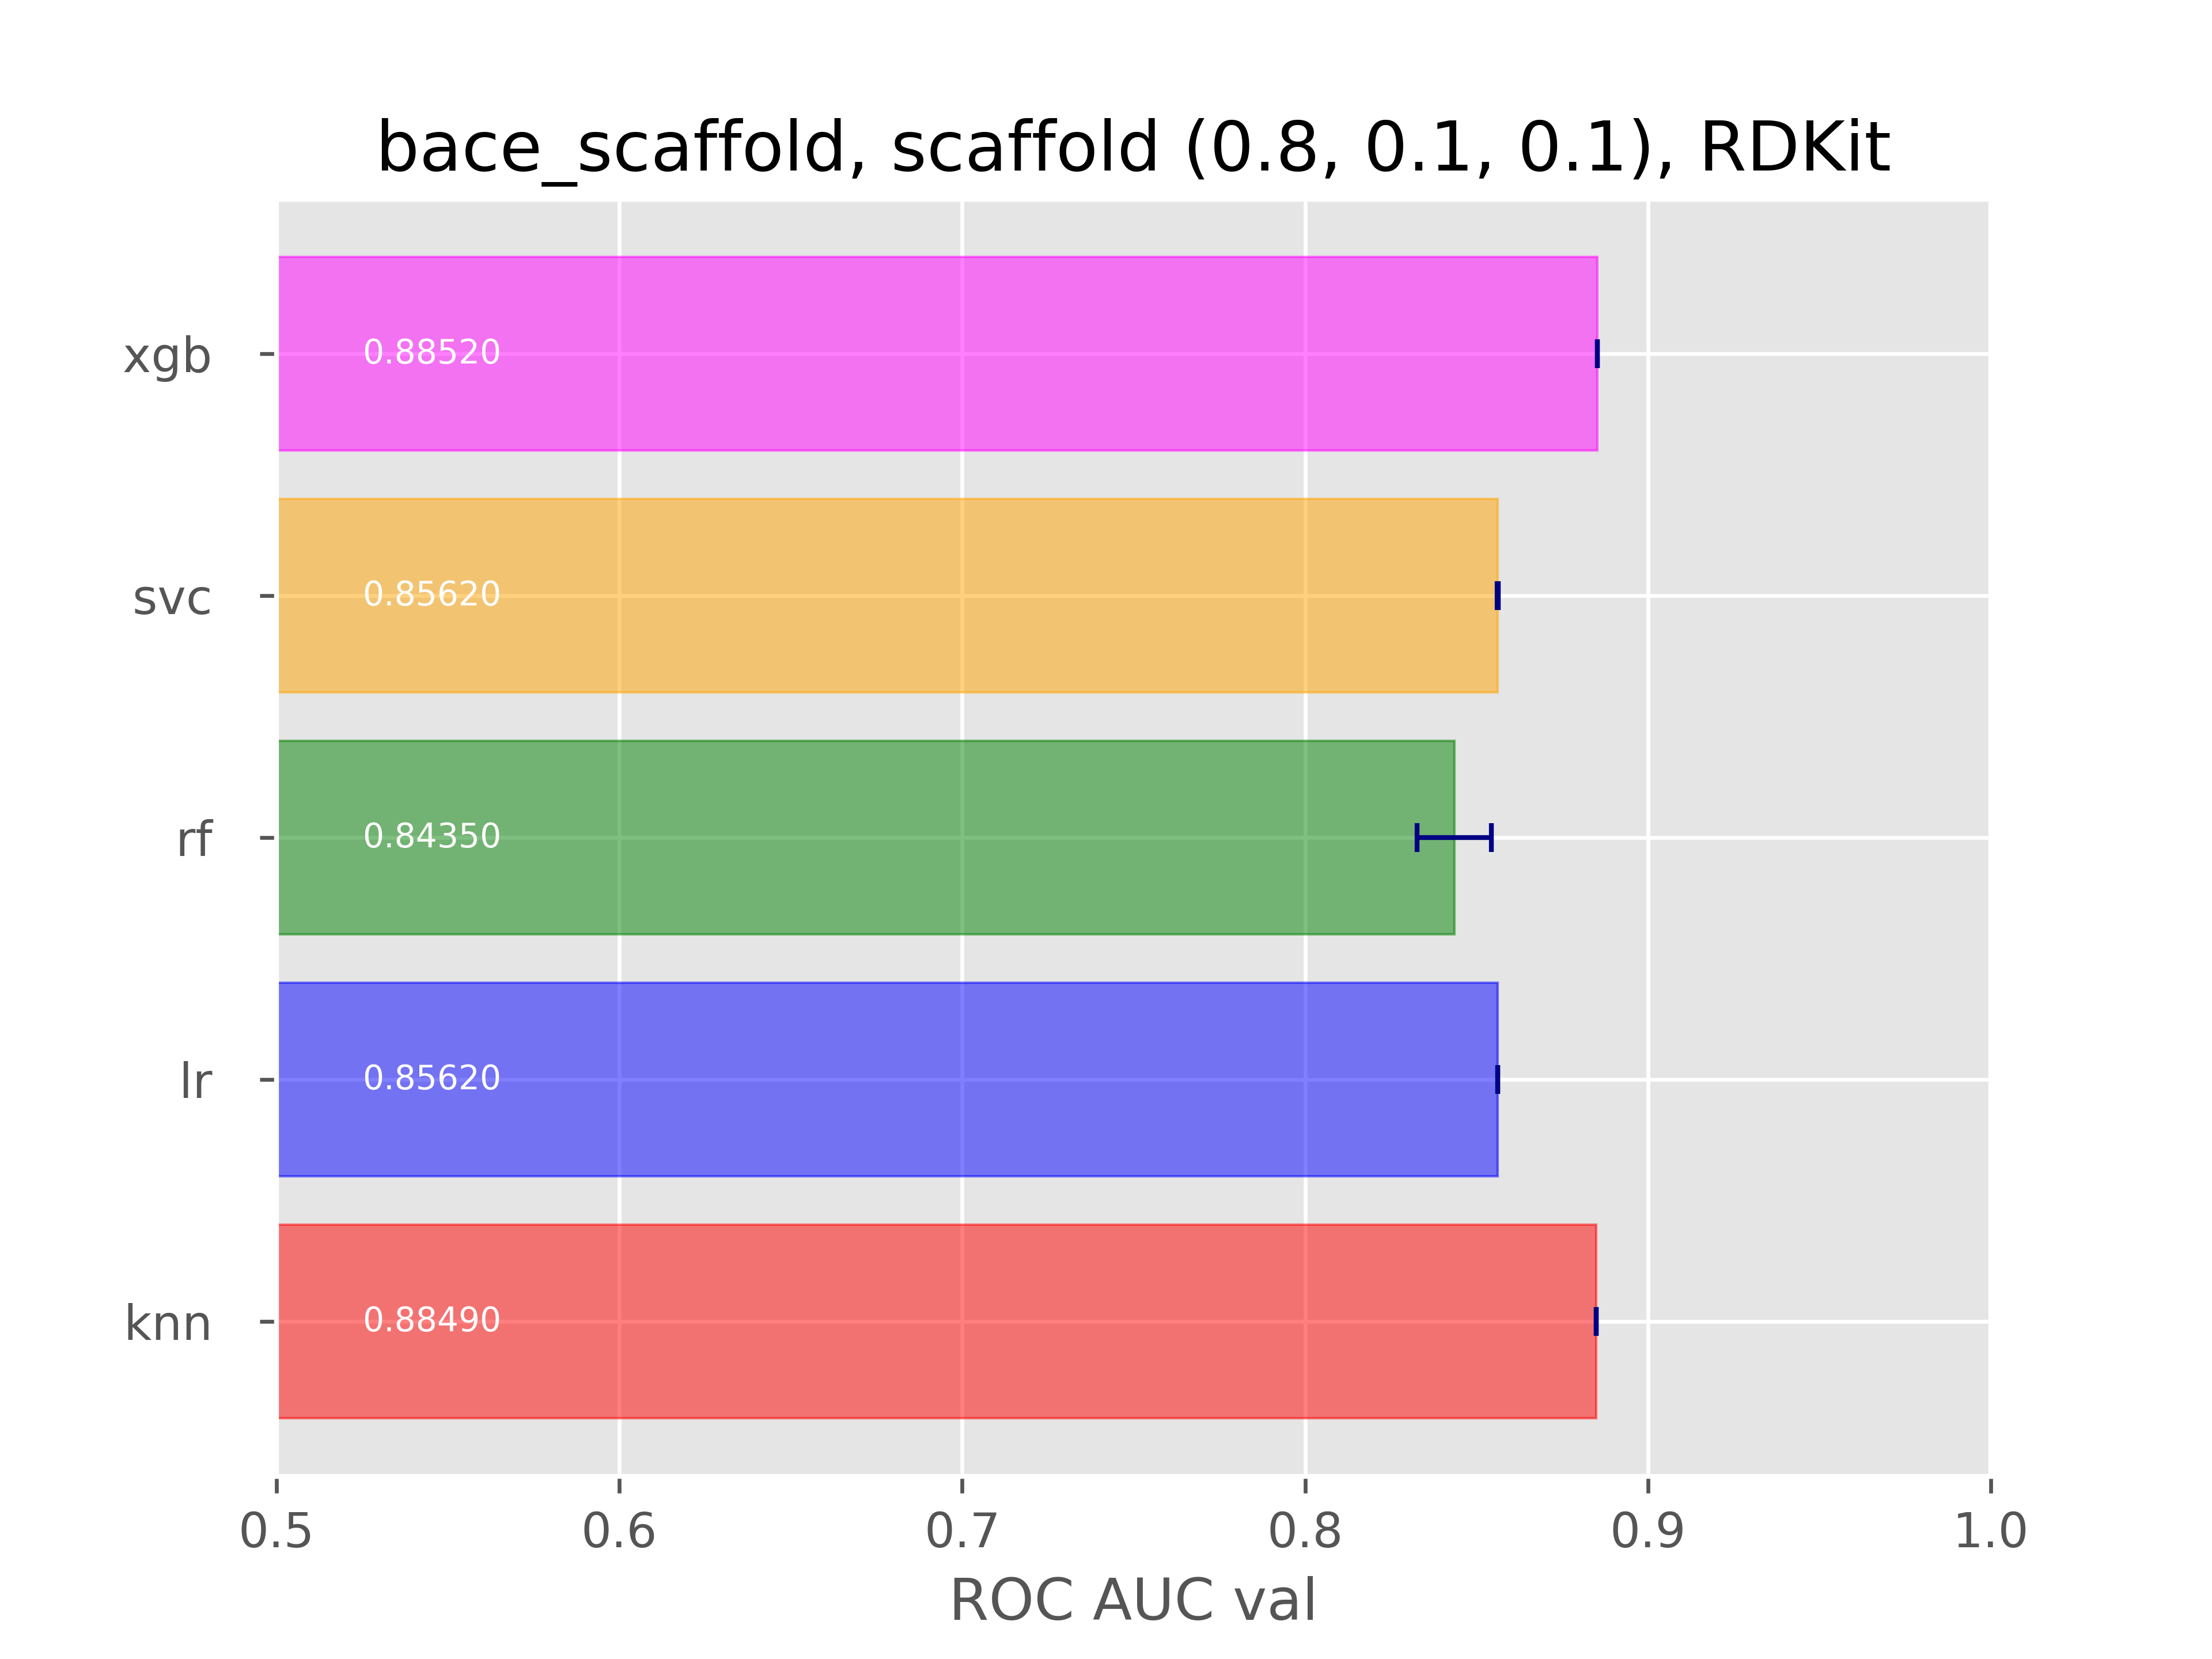 bace_scaffold, scaffold (0.8, 0.1, 0.1), RDKit
xgb
0.88520
svc
0.85620
rf
0.84350
lr
0.85620
knn
0.88490
0.5 0.6 0.7 0.8 0.9 1.0
ROC AUC val